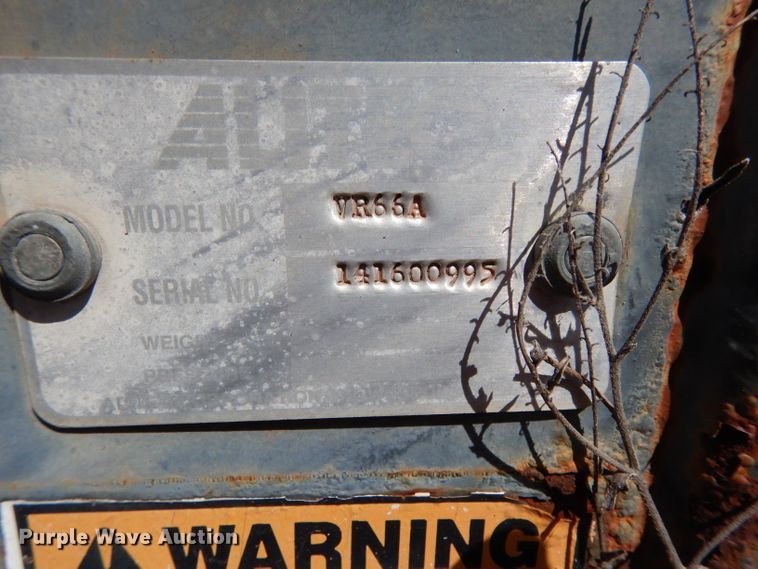 MODEL NO. VR66A
SERIAL NO. 141600995
WARNING
Purple Wave Auction